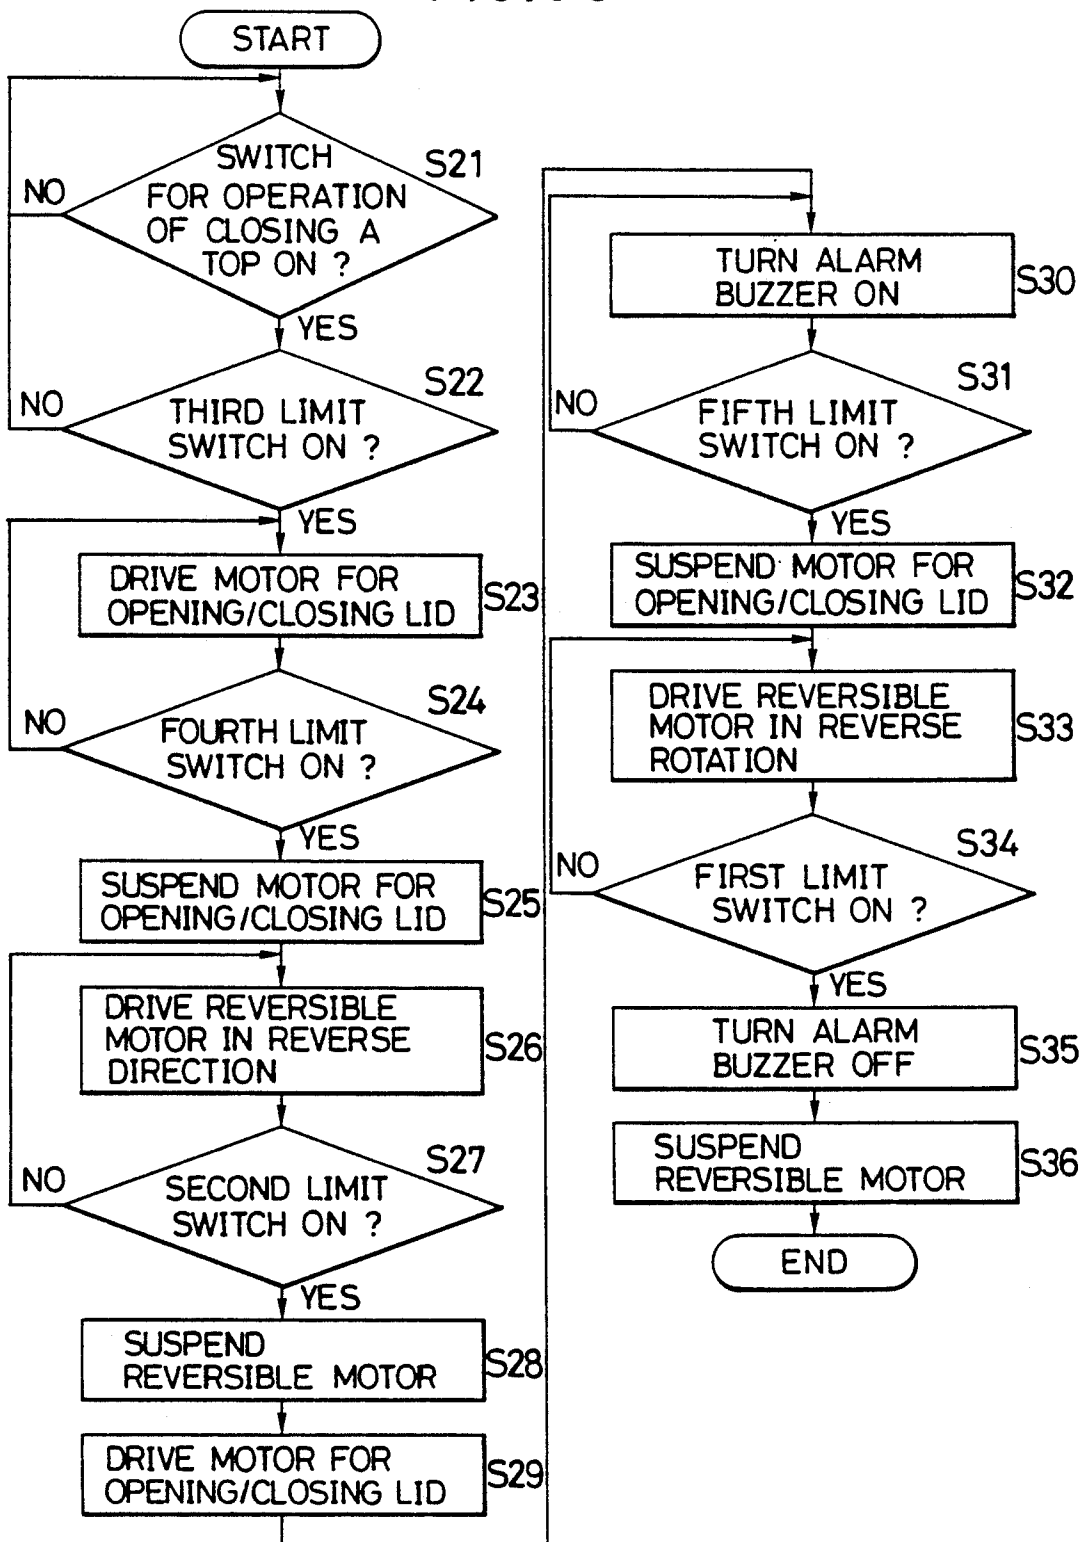 START
SWITCH
FOR OPERATION
OF CLOSING A
TOP ON ?
S21
NO
YES
THIRD LIMIT
SWITCH ON ?
S22
NO
YES
DRIVE MOTOR FOR
OPENING/CLOSING LID
S23
FOURTH LIMIT
SWITCH ON ?
S24
NO
YES
SUSPEND MOTOR FOR
OPENING/CLOSING LID
S25
DRIVE REVERSIBLE
MOTOR IN REVERSE
DIRECTION
S26
SECOND LIMIT
SWITCH ON ?
S27
NO
YES
SUSPEND
REVERSIBLE MOTOR
S28
DRIVE MOTOR FOR
OPENING/CLOSING LID
S29
TURN ALARM
BUZZER ON
S30
FIFTH LIMIT
SWITCH ON ?
S31
NO
YES
SUSPEND MOTOR FOR
OPENING/CLOSING LID
S32
DRIVE REVERSIBLE
MOTOR IN REVERSE
ROTATION
S33
FIRST LIMIT
SWITCH ON ?
S34
NO
YES
TURN ALARM
BUZZER OFF
S35
SUSPEND
REVERSIBLE MOTOR
S36
END